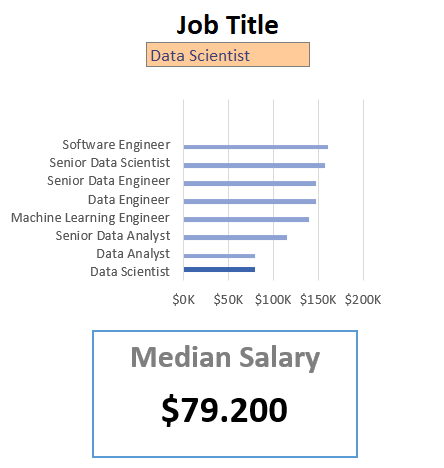 Job Title
Data Scientist
Software Engineer
Senior Data Scientist
Senior Data Engineer
Data Engineer
Machine Learning Engineer
Senior Data Analyst
Data Analyst
Data Scientist
$0K $50K $100K $150K $200K
Median Salary
$79.200